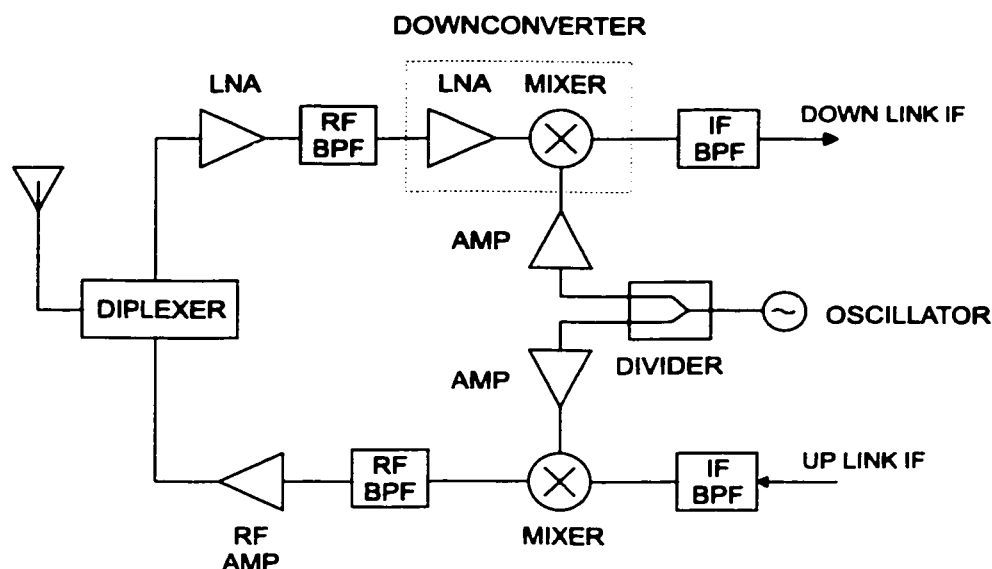 DOWNCONVERTER
LNA
LNA
MIXER
RF
BPF
IF
BPF
DOWN LINK IF
AMP
DIPLEXER
OSCILLATOR
DIVIDER
AMP
RF
BPF
IF
BPF
UP LINK IF
MIXER
RF
AMP